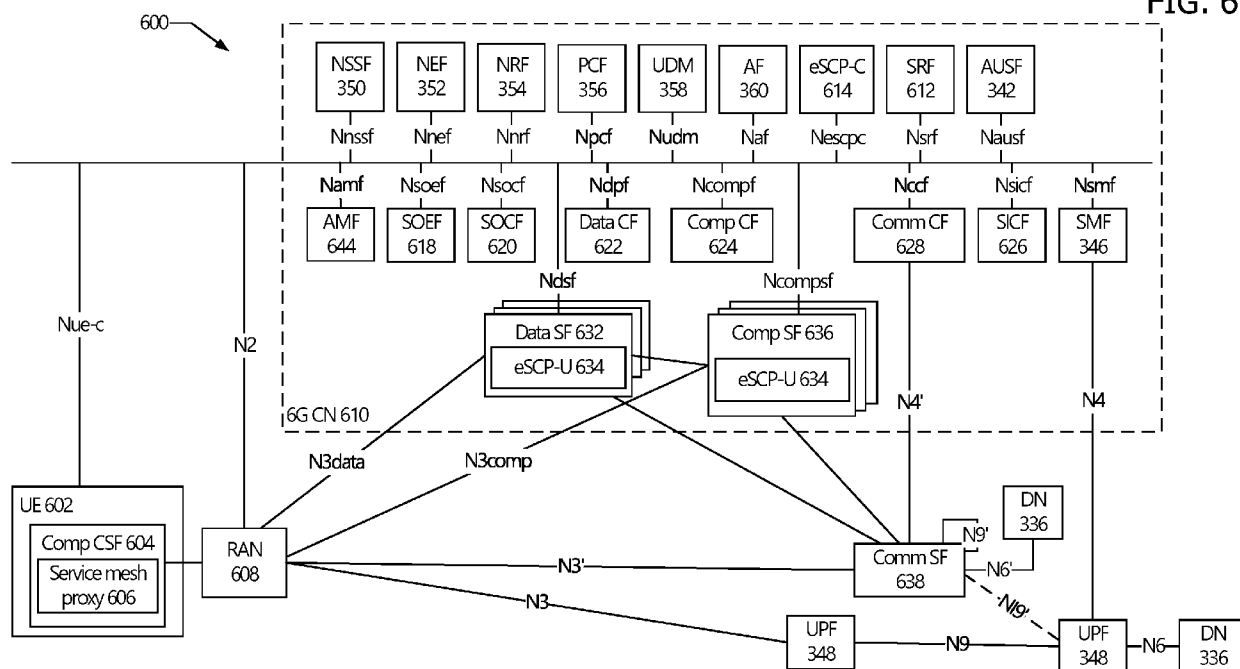 FIG. 6
600
NSSF
350
NEF
352
NRF
354
PCF
356
UDM
358
AF
360
eSCP-C
614
SRF
612
AUSF
342
Nnssf
Nnef
Nnrf
Npcf
Nudm
Naf
Nescpc
Nsrf
Nausf
Namf
Nsoef
Nsocf
Ndpf
Ncompf
Nccf
Nsicf
Nsmf
AMF
644
SOEF
618
SOCF
620
Data CF
622
Comp CF
624
Comm CF
628
SICF
626
SMF
346
Ndsf
Ncompsf
Nue-c
N2
Data SF 632
eSCP-U 634
Comp SF 636
eSCP-U 634
N4'
N4
6G CN 610
N3data
N3comp
UE 602
Comp CSF 604
Service mesh
proxy 606
RAN
608
N3'
N3
Comm SF
638
N9'
N6'
DN
336
NI9'
UPF
348
N9
UPF
348
N6
DN
336